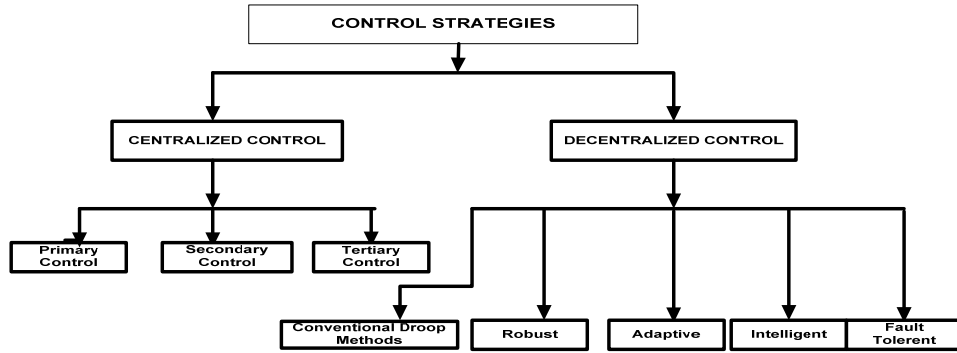 CONTROL STRATEGIES
CENTRALIZED CONTROL
DECENTRALIZED CONTROL
Primary
Control
Secondary
Control
Tertiary
Control
Conventional Droop
Methods
Robust
Adaptive
Intelligent
Fault
Tolerent